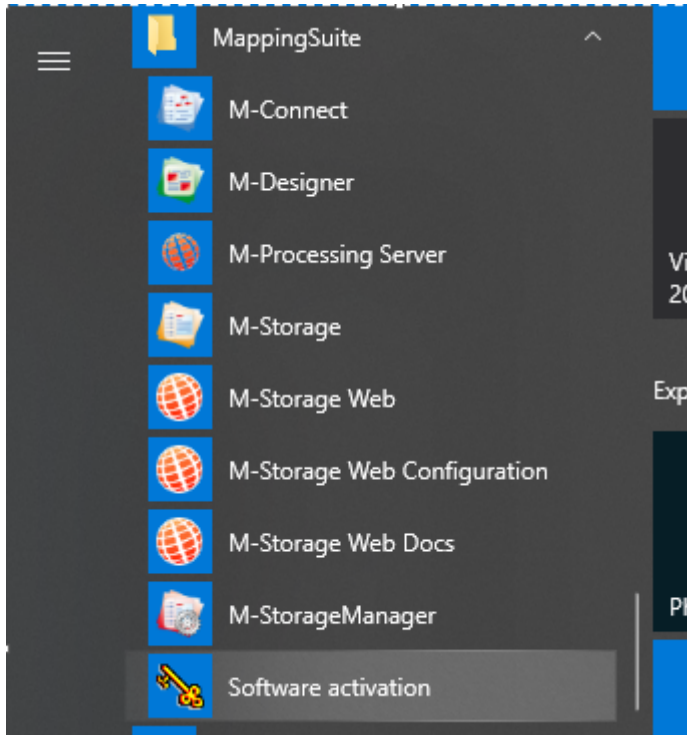 MappingSuite
M-Connect
M-Designer
M-Processing Server
M-Storage
M-Storage Web
M-Storage Web Configuration
M-Storage Web Docs
M-StorageManager
Software activation